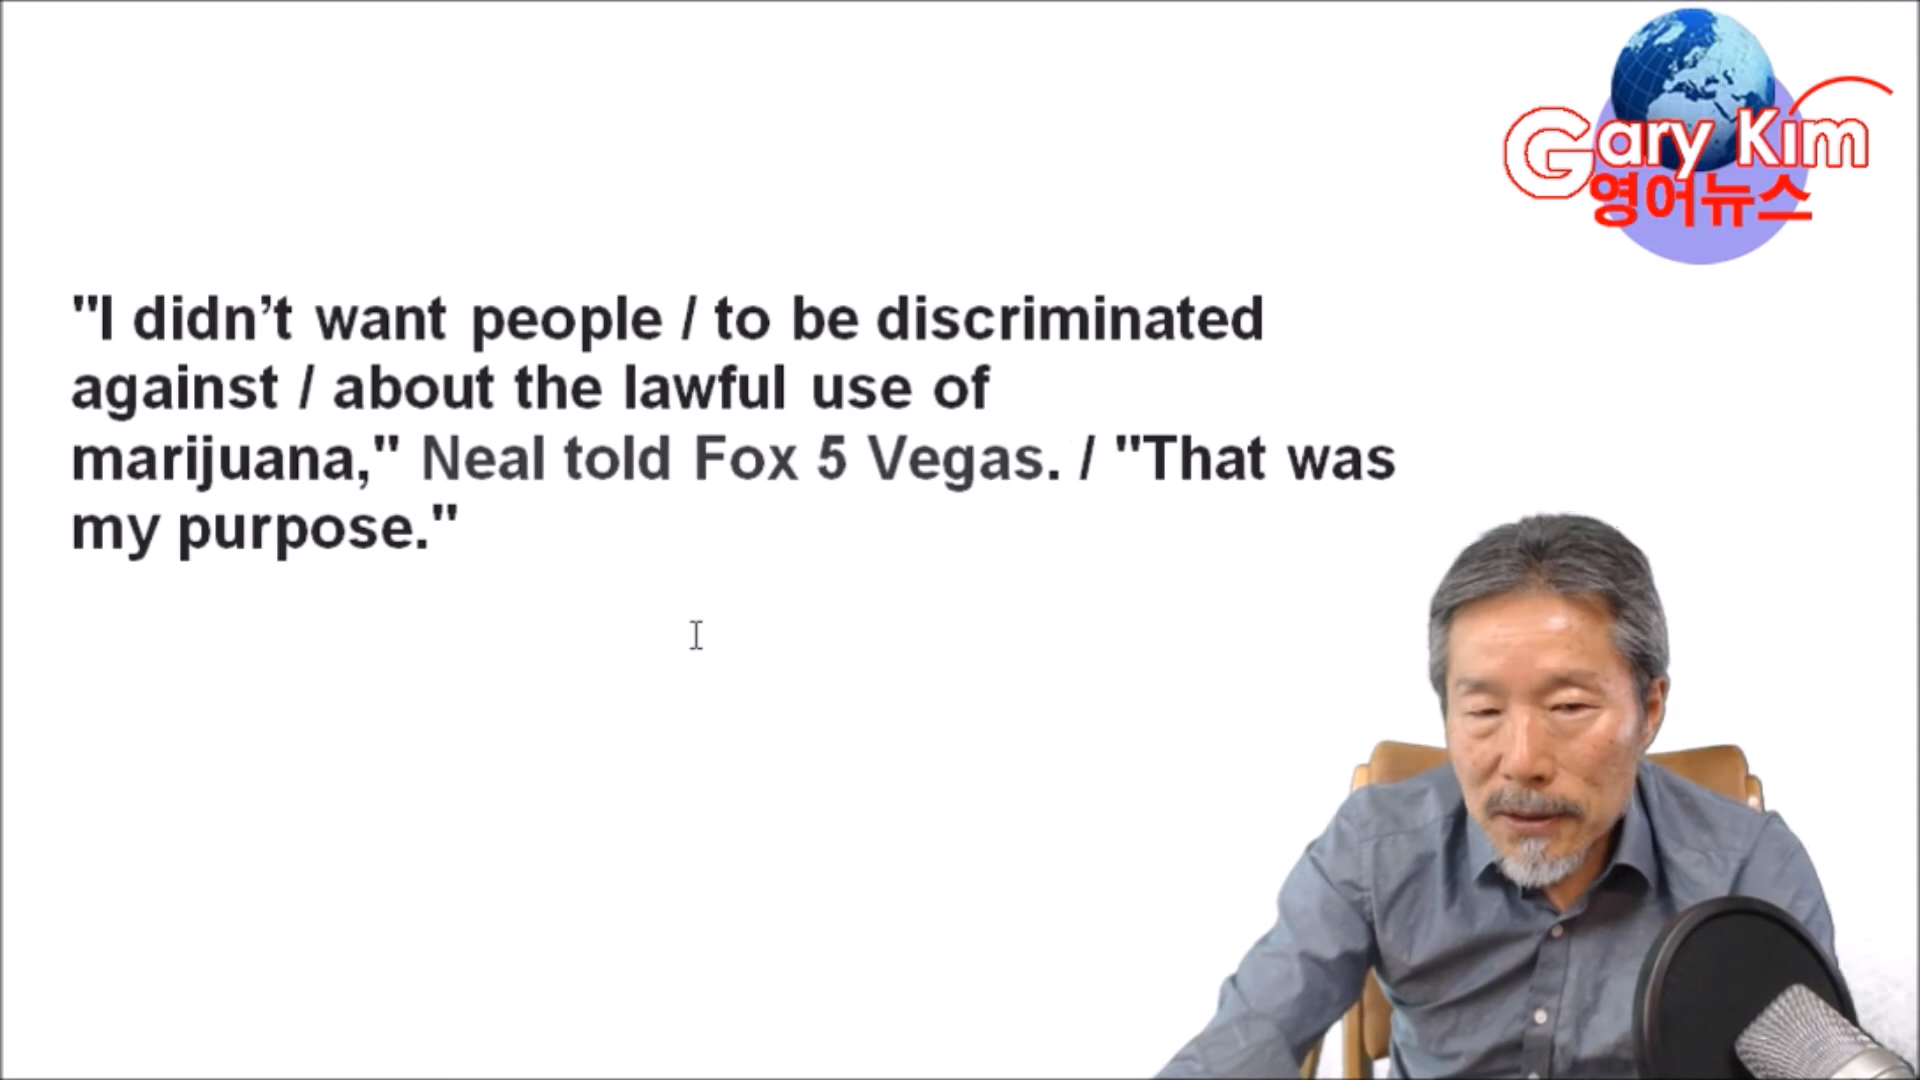 Gary Kim
영어뉴스
"I didn’t want people / to be discriminated
against / about the lawful use of
marijuana," Neal told Fox 5 Vegas. / "That was
my purpose."